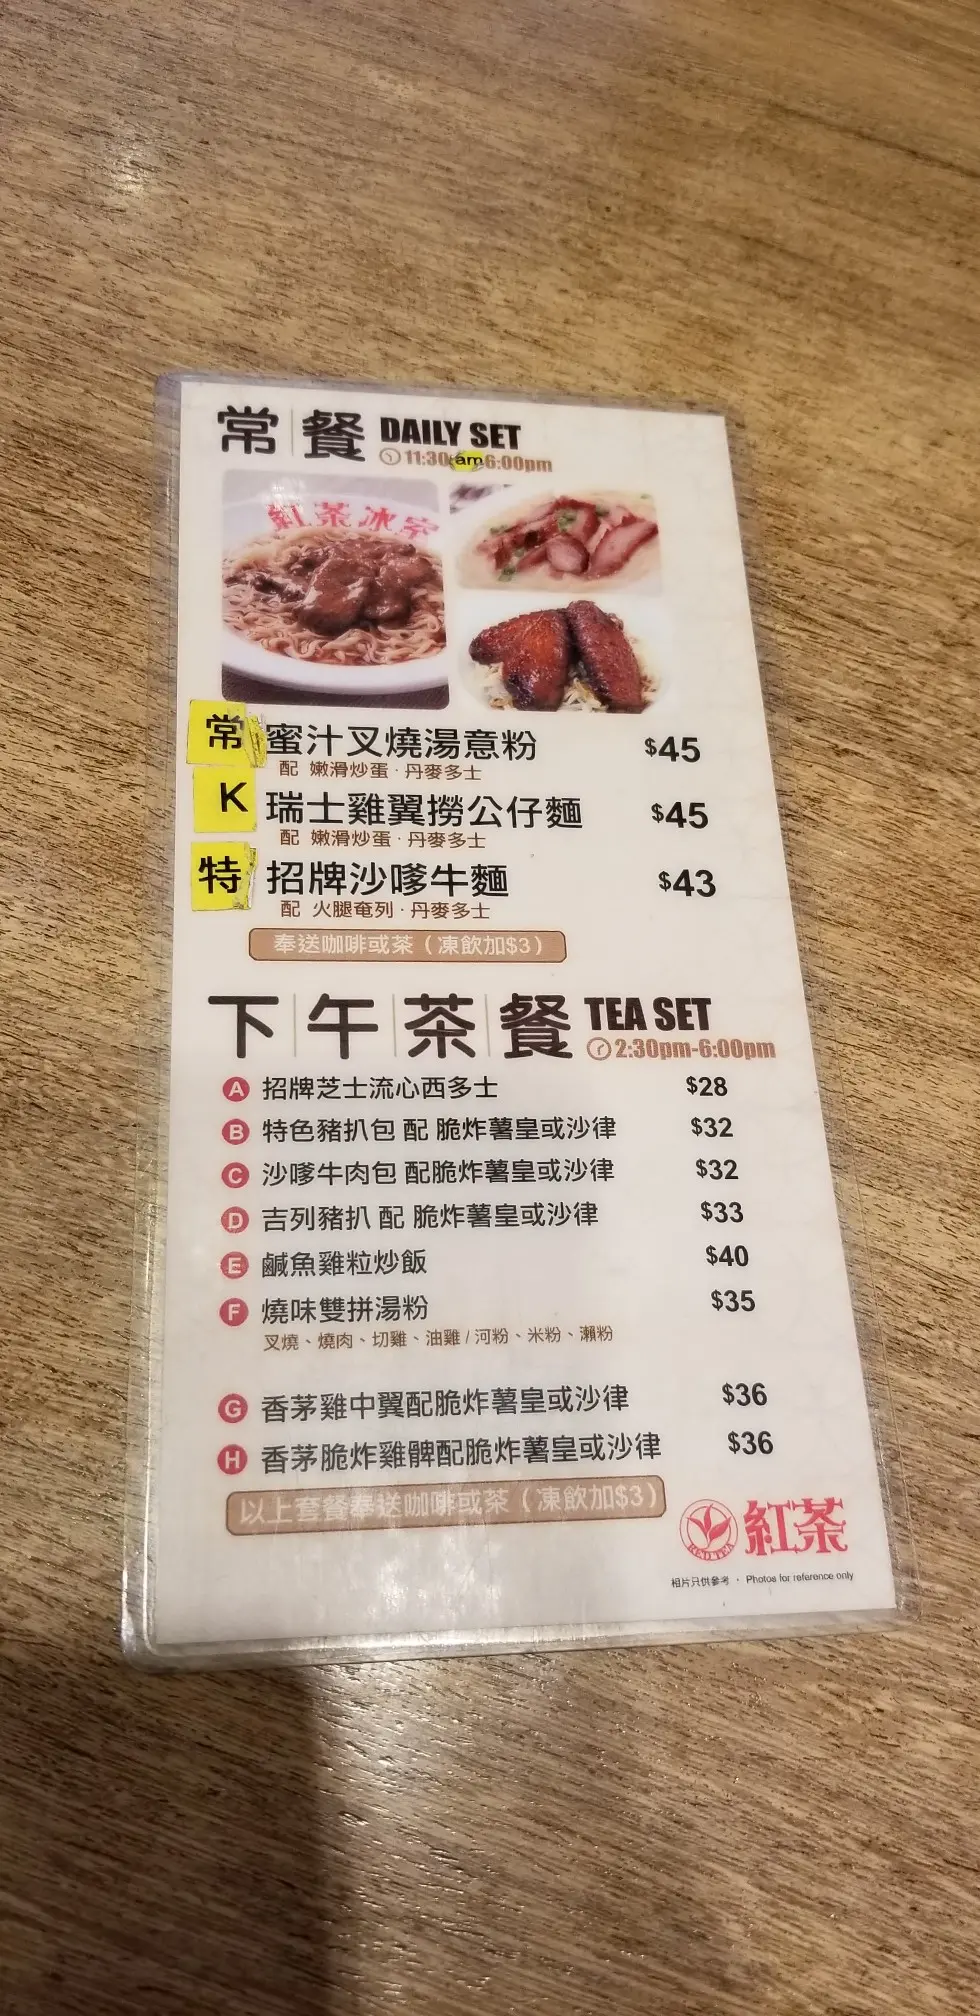 常餐 DAILY SET
11:30am6:00pm
紅茶冰室
常 蜜汁叉燒湯意粉 $45
配 嫩滑炒蛋·丹麥多士
K 瑞士雞翼撈公仔麵 $45
配 嫩滑炒蛋·丹麥多士
特 招牌沙嗲牛麵 $43
配 火腿奄列·丹麥多士
奉送咖啡或茶（凍飲加$3）
下午茶餐 TEA SET
2:30pm-6:00pm
A 招牌芝士流心西多士 $28
B 特色豬扒包 配 脆炸薯皇或沙律 $32
C 沙嗲牛肉包 配脆炸薯皇或沙律 $32
D 吉列豬扒 配 脆炸薯皇或沙律 $33
E 鹹魚雞粒炒飯 $40
F 燒味雙拼湯粉 $35
叉燒、燒肉、切雞、油雞/河粉、米粉、瀨粉
G 香茅雞中翼配脆炸薯皇或沙律 $36
H 香茅脆炸雞髀配脆炸薯皇或沙律 $36
以上套餐奉送咖啡或茶（凍飲加$3）
紅茶
相片只供參考 · Photos for reference only